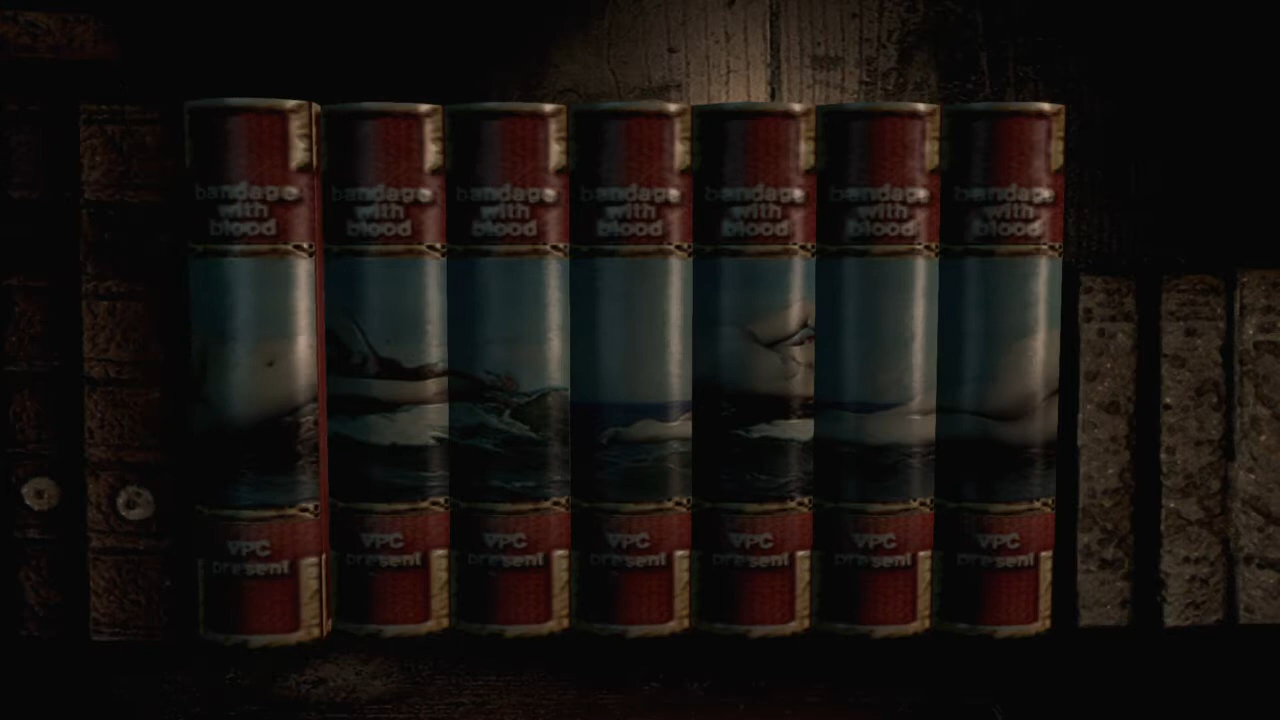 bandage
with
blood
bandage
with
blood
bandage
with
blood
bandage
with
blood
bandage
with
blood
bandage
with
blood
bandage
with
blood
VPC
present
VPC
present
VPC
present
VPC
present
VPC
present
VPC
present
VPC
present